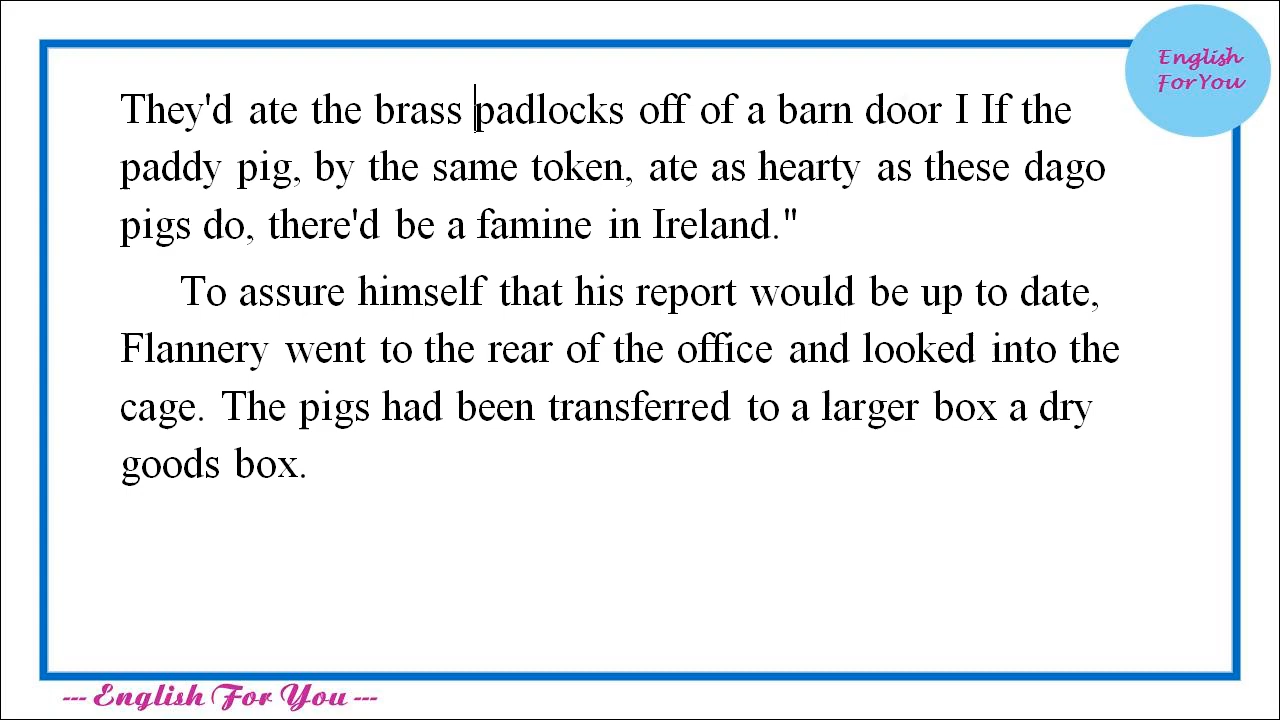 English
ForYou
They'd ate the brass padlocks off of a barn door I If the
paddy pig, by the same token, ate as hearty as these dago
pigs do, there'd be a famine in Ireland."
To assure himself that his report would be up to date,
Flannery went to the rear of the office and looked into the
cage. The pigs had been transferred to a larger box a dry
goods box.
--- English For You ---